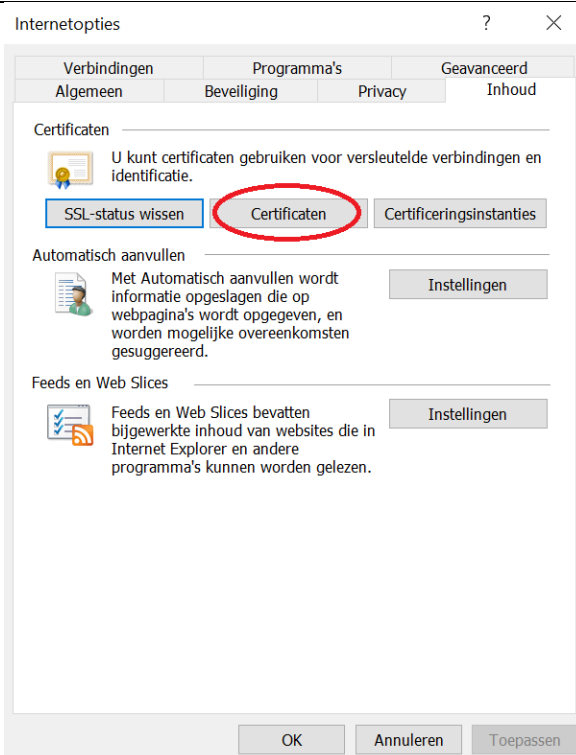 Internetopties
?
Verbindingen Programma's Geavanceerd
Algemeen Beveiliging Privacy Inhoud
Certificaten
U kunt certificaten gebruiken voor versleutelde verbindingen en
identificatie.
SSL-status wissen Certificaten Certificeringsinstanties
Automatisch aanvullen
Met Automatisch aanvullen wordt
informatie opgeslagen die op
webpagina's wordt opgegeven, en
worden mogelijke overeenkomsten
gesuggereerd.
Instellingen
Feeds en Web Slices
Feeds en Web Slices bevatten
bijgewerkte inhoud van websites die in
Internet Explorer en andere
programma's kunnen worden gelezen.
Instellingen
OK Annuleren Toepassen